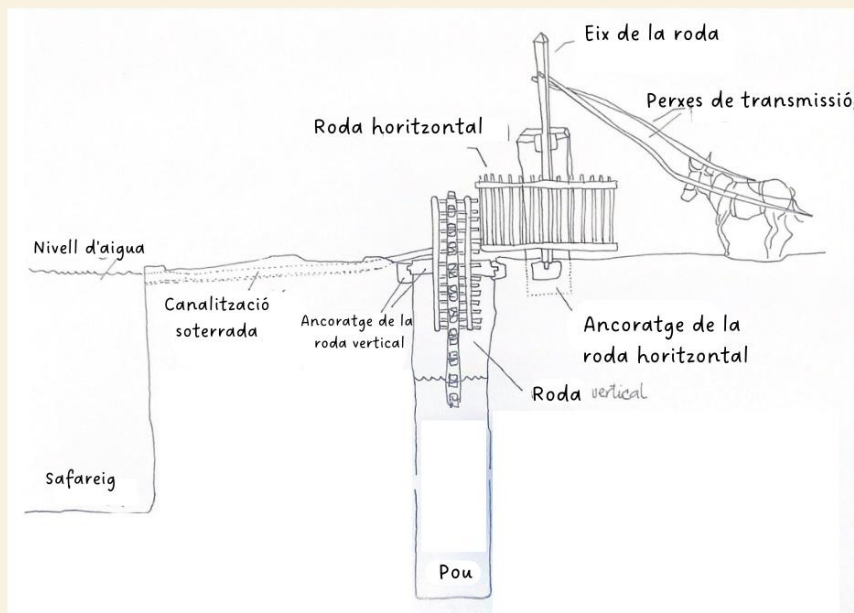 Eix de la roda
Perxes de transmissió
Roda horitzontal
Nivell d'aigua
Canalització
soterrada
Ancoratge de la
roda vertical
Ancoratge de la
roda horitzontal
Roda vertical
Safareig
Pou